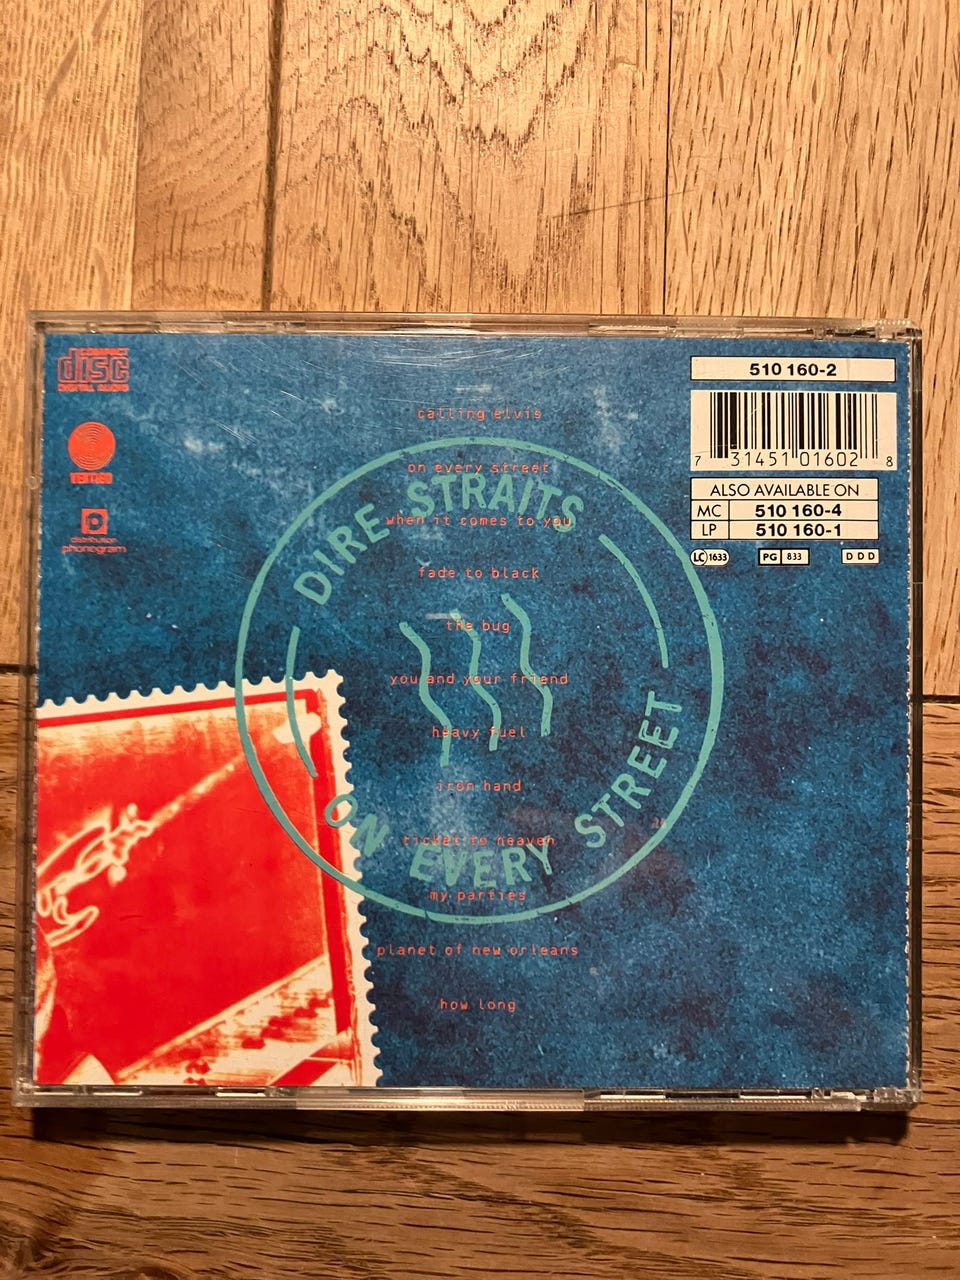 COMPACT
disc
DIGITAL AUDIO
VERTIGO
distribution
phonogram
calling elvis
on every street
when it comes to you
fade to black
the bug
you and your friend
heavy fuel
iron hand
ticket to heaven
my parties
planet of new orleans
how long
DIRE STRAITS
ON EVERY STREET
510 160-2
7 31451 01602 8
ALSO AVAILABLE ON
MC 510 160-4
LP 510 160-1
LC 1633
PG 833
D D D